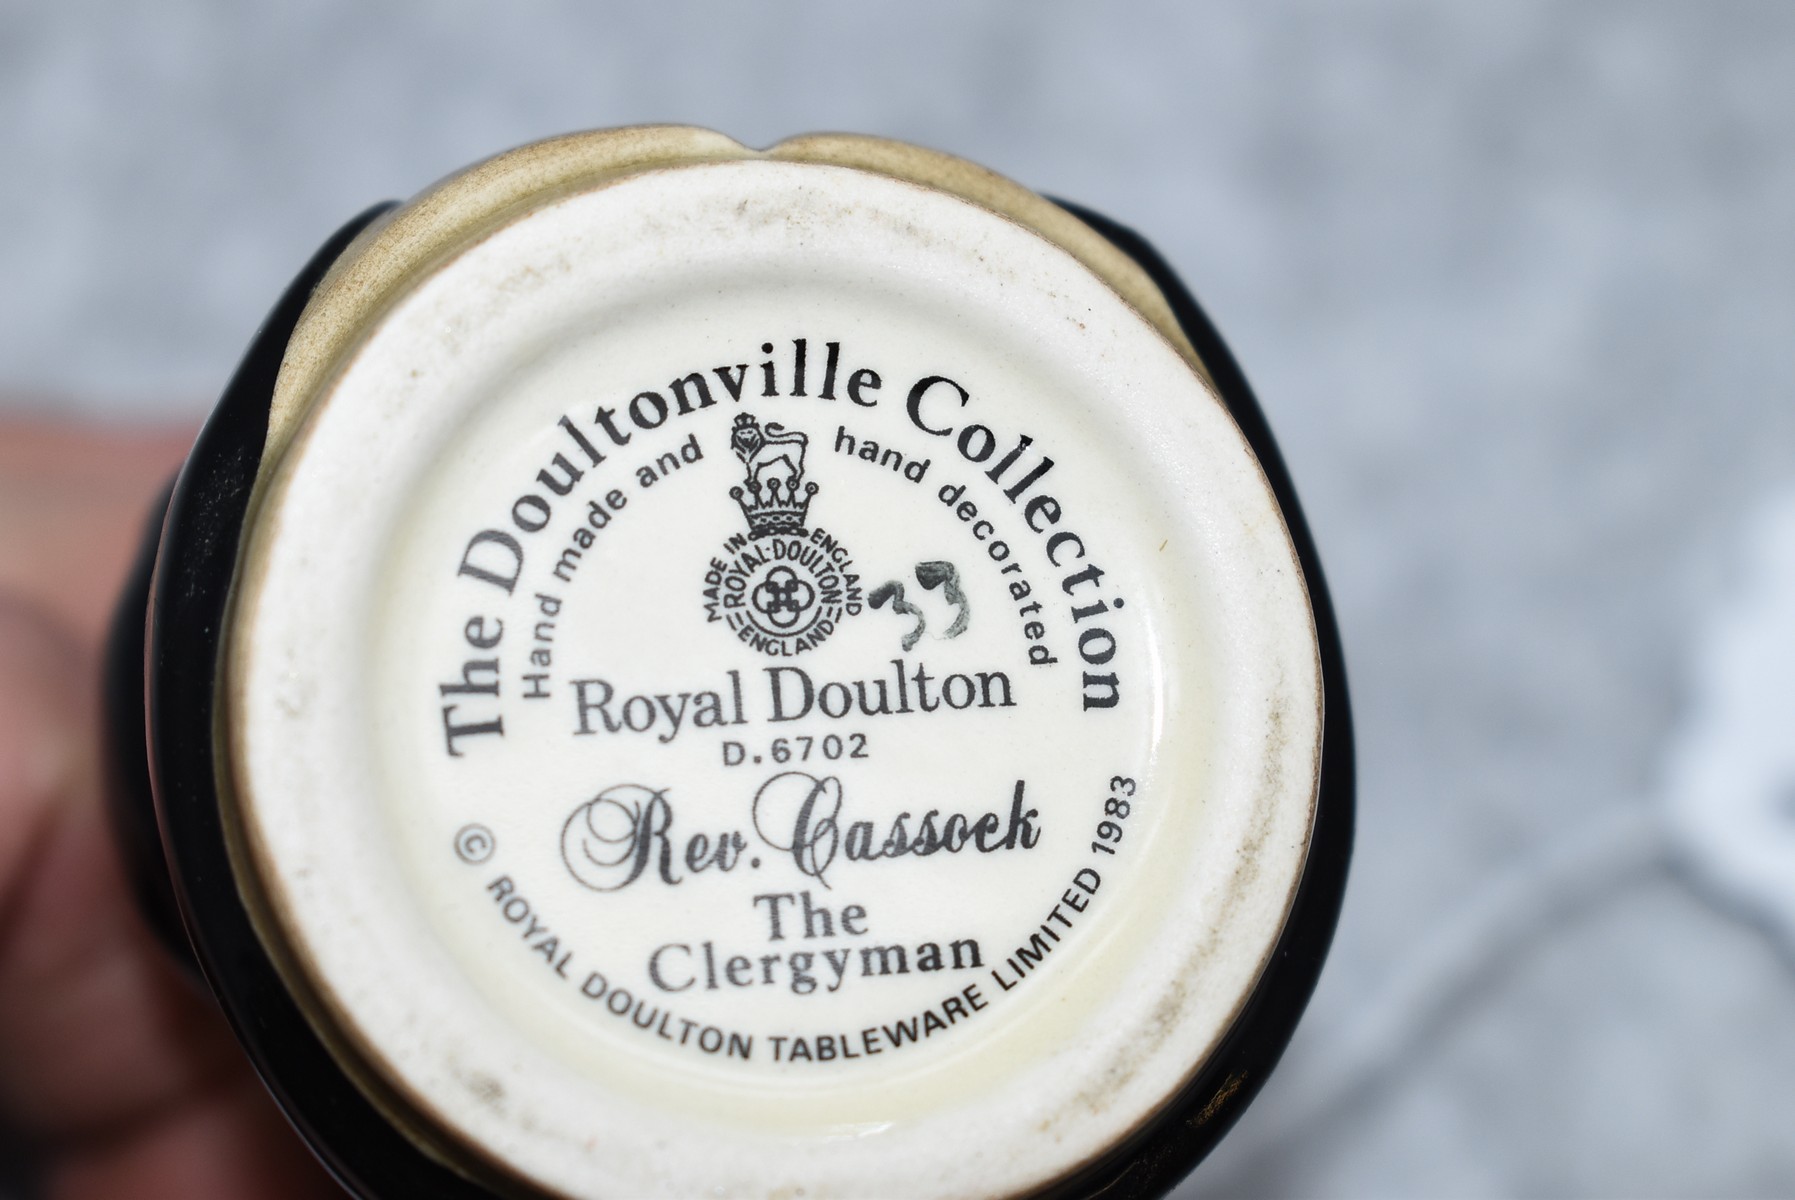 The Doultonville Collection
Hand made and hand decorated
MADE IN ENGLAND
ROYAL·DOULTON
ENGLAND
33
Royal Doulton
D.6702
Rev. Cassock
The
Clergyman
© ROYAL DOULTON TABLEWARE LIMITED 1983